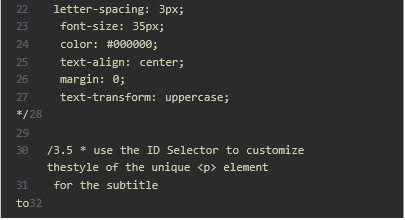 22 letter-spacing: 3px;
23 font-size: 35px;
24 color: #000000;
25 text-align: center;
26 margin: 0;
27 text-transform: uppercase;
*/28
29
30 /3.5 * use the ID Selector to customize
thestyle of the unique <p> element
31 for the subtitle
to32